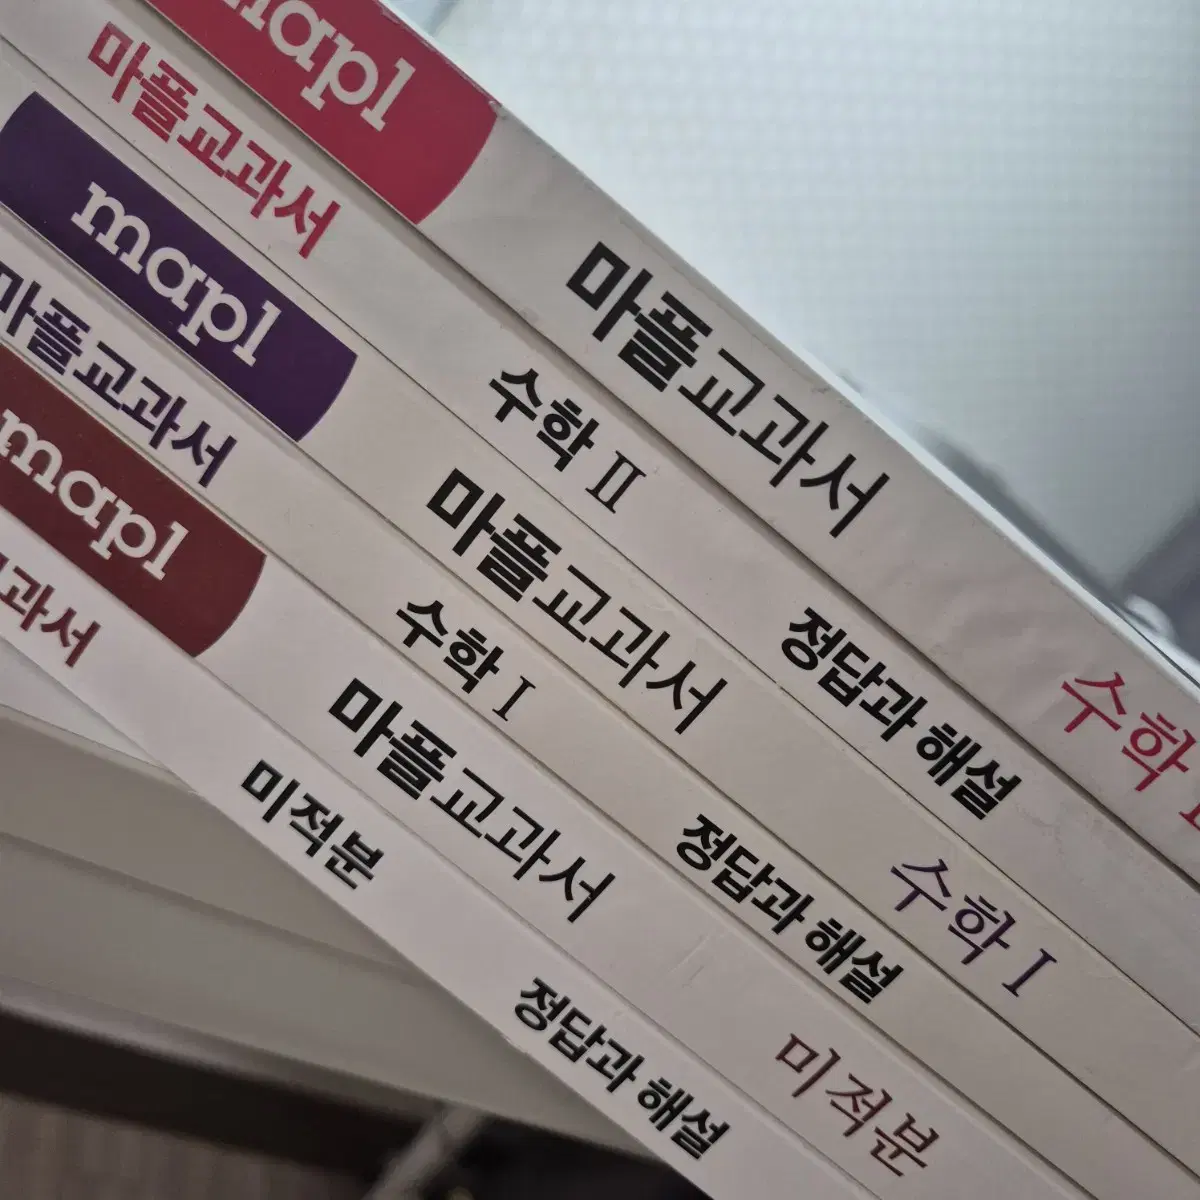 mapl 마플교과서 수학 II
마플교과서 수학 II 정답과 해설
mapl 마플교과서 수학 I
마플교과서 수학 I 정답과 해설
mapl 마플교과서 미적분
교과서 미적분 정답과 해설